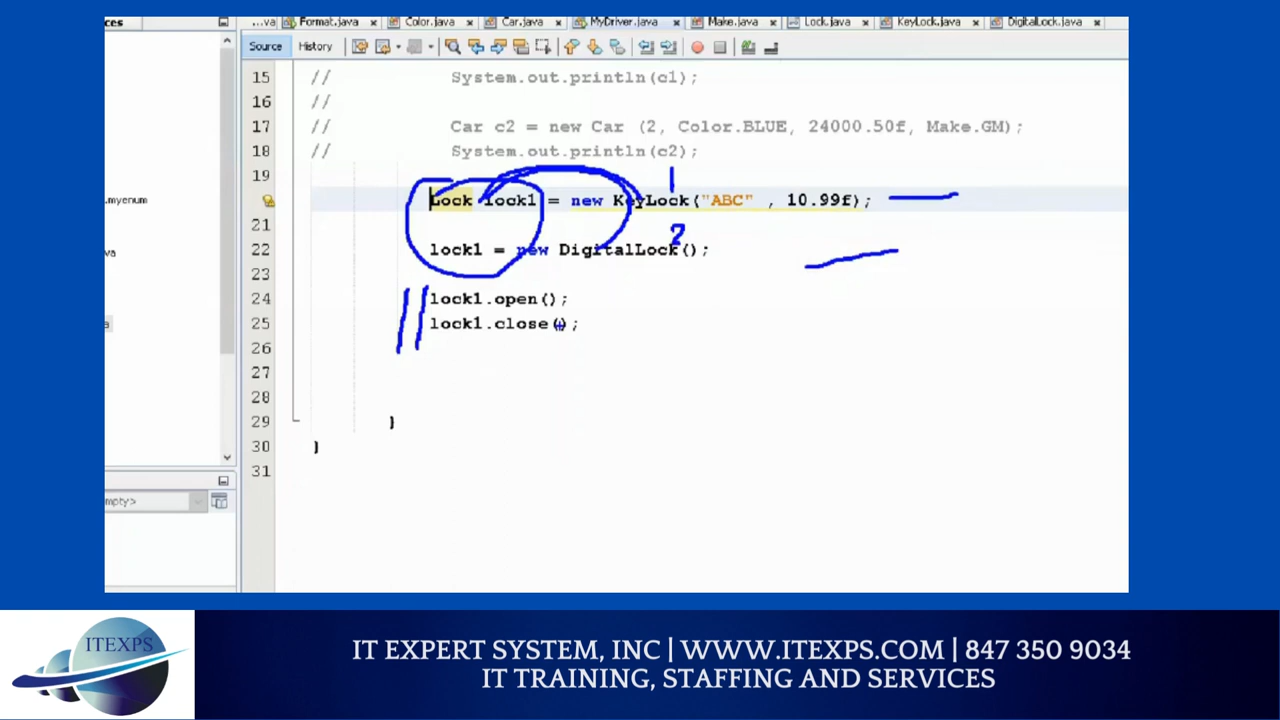 ces
...va Format.java Color.java Car.java MyDriver.java Make.java Lock.java KeyLock.java DigitalLock.java
Source History
15 // System.out.println(c1);
16 //
17 // Car c2 = new Car (2, Color.BLUE, 24000.50f, Make.GM);
18 // System.out.println(c2);
19
1
.myenum
Lock lock1 = new KeyLock("ABC" , 10.99f);
21
2
va
22 lock1 = new DigitalLock();
23
24 lock1.open();
25 lock1.close();
26
27
28
29 }
30 }
31
mpty>
ITEXPS
IT EXPERT SYSTEM, INC | WWW.ITEXPS.COM | 847 350 9034
IT TRAINING, STAFFING AND SERVICES